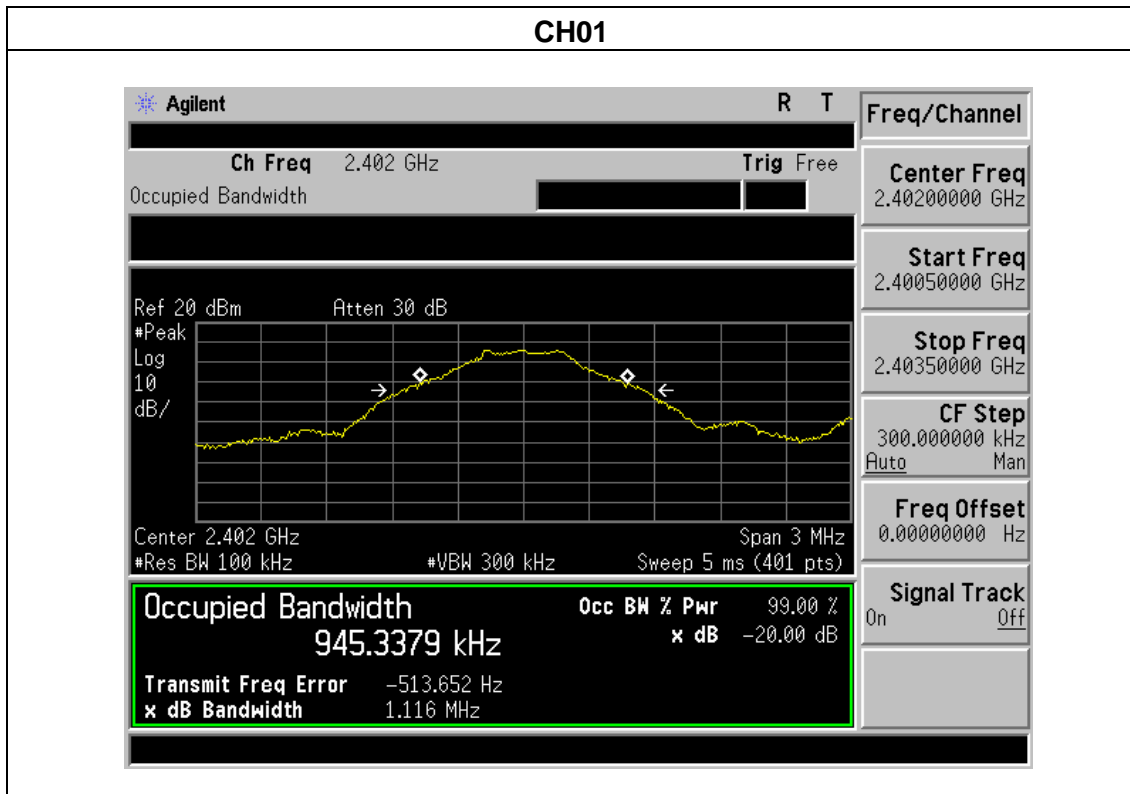 CH01
Agilent R T
Ch Freq 2.402 GHz Trig Free
Occupied Bandwidth
Ref 20 dBm Atten 30 dB
#Peak
Log
10
dB/
Center 2.402 GHz Span 3 MHz
#Res BW 100 kHz #VBW 300 kHz Sweep 5 ms (401 pts)
Occupied Bandwidth
945.3379 kHz
Occ BW % Pwr 99.00 %
x dB -20.00 dB
Transmit Freq Error -513.652 Hz
x dB Bandwidth 1.116 MHz
Freq/Channel
Center Freq
2.40200000 GHz
Start Freq
2.40050000 GHz
Stop Freq
2.40350000 GHz
CF Step
300.000000 kHz
Auto Man
Freq Offset
0.00000000 Hz
Signal Track
On Off